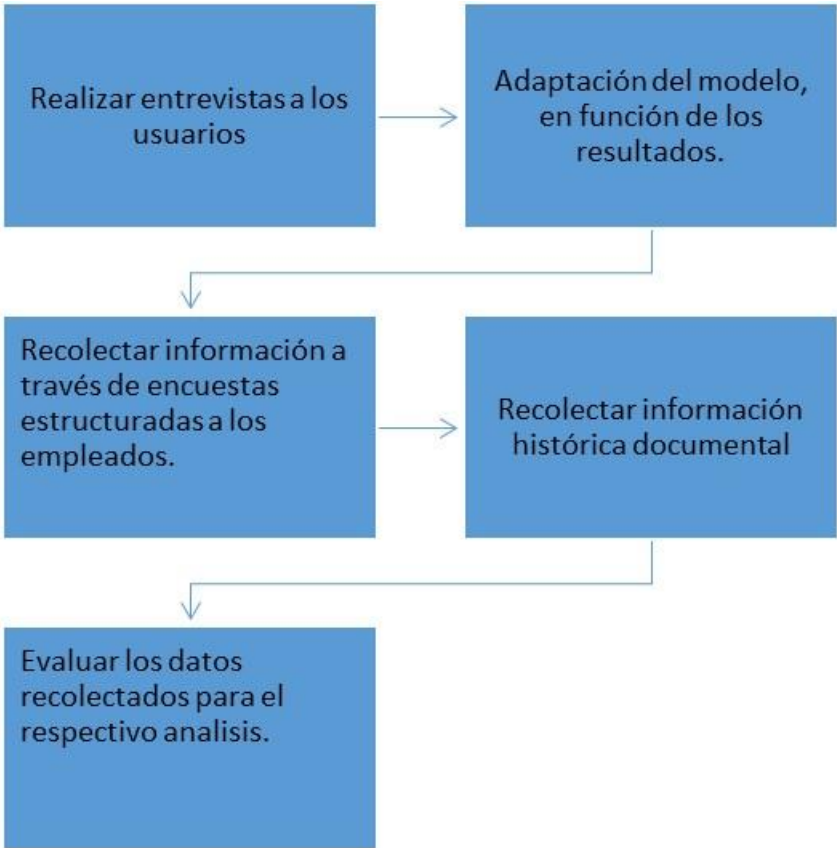 Realizar entrevistas a los
usuarios
Adaptación del modelo,
en función de los
resultados.
Recolectar información a
través de encuestas
estructuradas a los
empleados.
Recolectar información
histórica documental
Evaluar los datos
recolectados para el
respectivo analisis.